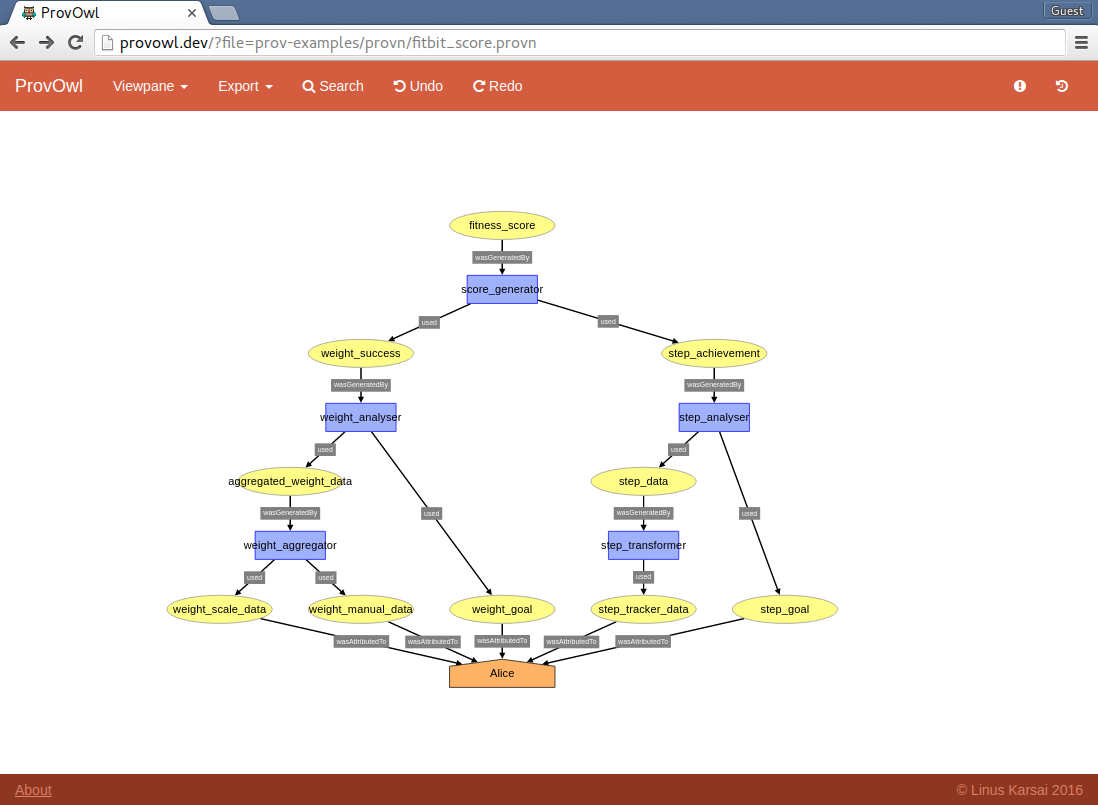 ProvOwl
Guest
provowl.dev/?file=prov-examples/provn/fitbit_score.provn
ProvOwl Viewpane Export Search Undo Redo
fitness_score
wasGeneratedBy
score_generator
used used
weight_success step_achievement
wasGeneratedBy wasGeneratedBy
weight_analyser step_analyser
used used
aggregated_weight_data step_data
wasGeneratedBy used wasGeneratedBy used
weight_aggregator step_transformer
used used used
weight_scale_data weight_manual_data weight_goal step_tracker_data step_goal
wasAttributedTo wasAttributedTo wasAttributedTo wasAttributedTo wasAttributedTo
Alice
About © Linus Karsai 2016